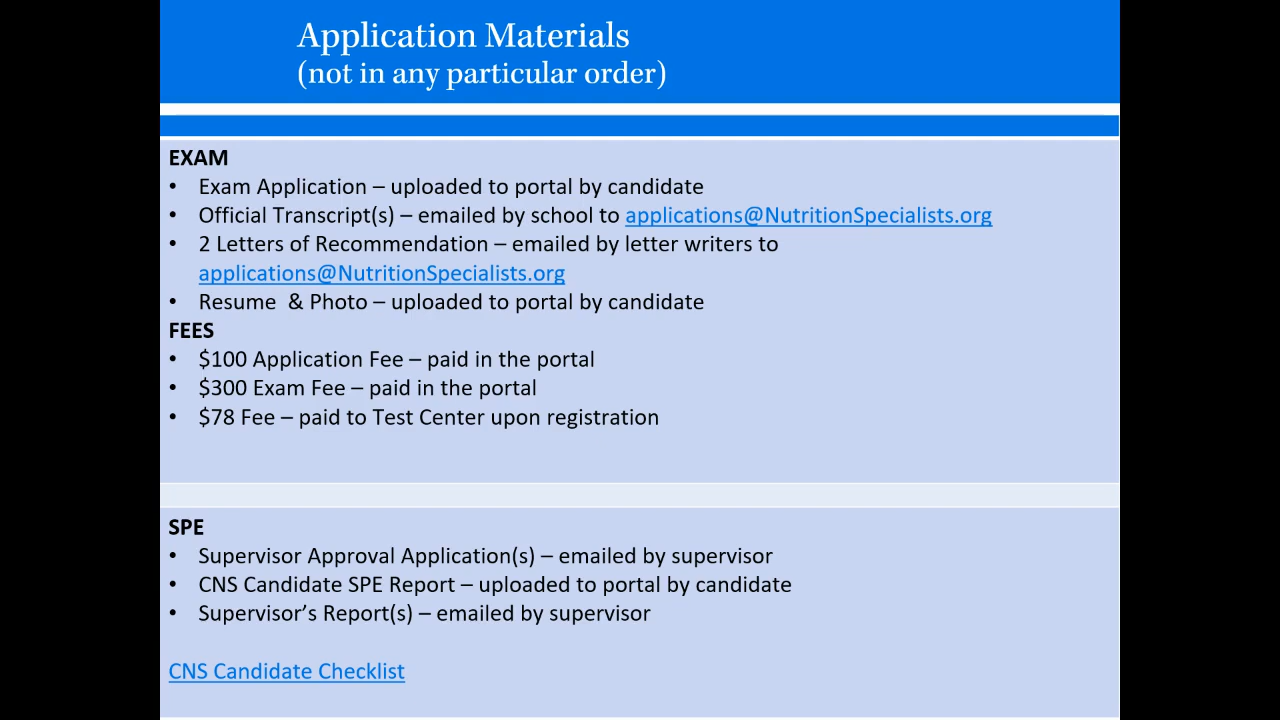 Application Materials
(not in any particular order)
EXAM
• Exam Application – uploaded to portal by candidate
• Official Transcript(s) – emailed by school to applications@NutritionSpecialists.org
• 2 Letters of Recommendation – emailed by letter writers to
applications@NutritionSpecialists.org
• Resume  & Photo – uploaded to portal by candidate
FEES
• $100 Application Fee – paid in the portal
• $300 Exam Fee – paid in the portal
• $78 Fee – paid to Test Center upon registration
SPE
• Supervisor Approval Application(s) – emailed by supervisor
• CNS Candidate SPE Report – uploaded to portal by candidate
• Supervisor’s Report(s) – emailed by supervisor
CNS Candidate Checklist